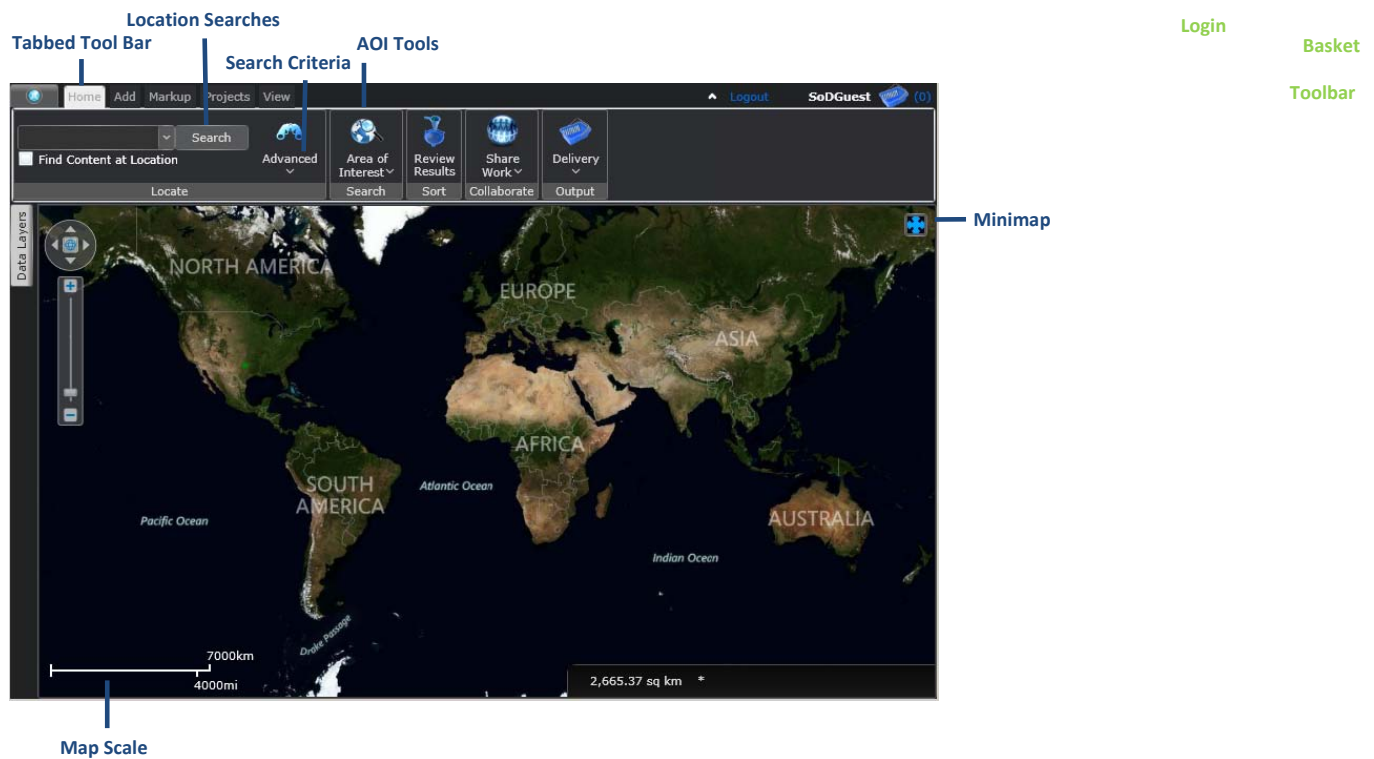 Location Searches
Login
Tabbed Tool Bar
AOI Tools
Basket
Search Criteria
Toolbar
Home Add Markup Projects View
Logout SoDGuest (0)
Search
Find Content at Location
Advanced
Area of
Interest
Review
Results
Share
Work
Delivery
Locate
Search
Sort
Collaborate
Output
Data Layers
Minimap
NORTH AMERICA
EUROPE
ASIA
AFRICA
SOUTH
AMERICA
Atlantic Ocean
Pacific Ocean
AUSTRALIA
Indian Ocean
Drake Passage
7000km
4000mi
2,665.37 sq km *
Map Scale